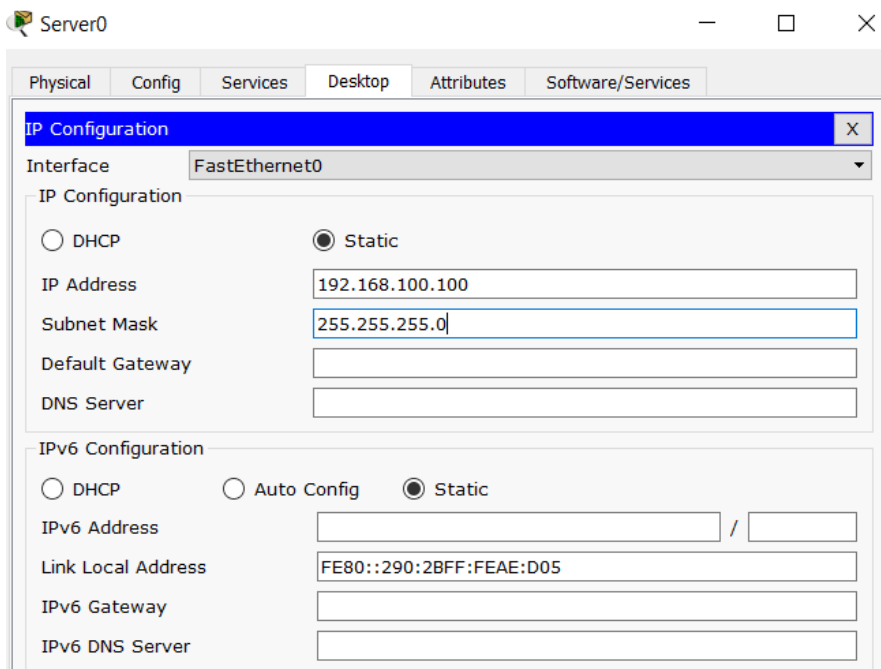 Server0
Physical Config Services Desktop Attributes Software/Services
IP Configuration X
Interface FastEthernet0
IP Configuration
DHCP Static
IP Address 192.168.100.100
Subnet Mask 255.255.255.0
Default Gateway
DNS Server
IPv6 Configuration
DHCP Auto Config Static
IPv6 Address /
Link Local Address FE80::290:2BFF:FEAE:D05
IPv6 Gateway
IPv6 DNS Server